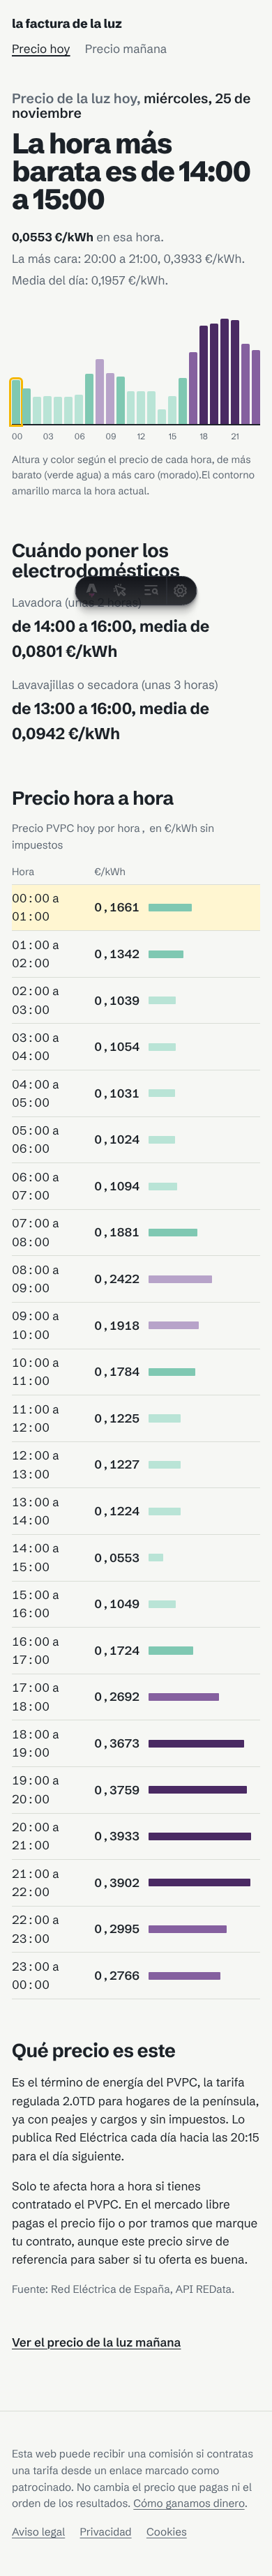 la factura de la luz
Precio hoy Precio mañana
Precio de la luz hoy, miércoles, 25 de
noviembre
La hora más
barata es de 14:00
a 15:00
0,0553 €/kWh en esa hora.
La más cara: 20:00 a 21:00, 0,3933 €/kWh.
Media del día: 0,1957 €/kWh.
00 03 06 09 12 15 18 21
Altura y color según el precio de cada hora, de más
barato (verde agua) a más caro (morado).El contorno
amarillo marca la hora actual.
Cuándo poner los
electrodomésticos
Lavadora (unas 2 horas)
de 14:00 a 16:00, media de
0,0801 €/kWh
Lavavajillas o secadora (unas 3 horas)
de 13:00 a 16:00, media de
0,0942 €/kWh
Precio hora a hora
Precio PVPC hoy por hora, en €/kWh sin
impuestos
Hora €/kWh
00:00 a
01:00
0,1661
01:00 a
02:00
0,1342
02:00 a
03:00
0,1039
03:00 a
04:00
0,1054
04:00 a
05:00
0,1031
05:00 a
06:00
0,1024
06:00 a
07:00
0,1094
07:00 a
08:00
0,1881
08:00 a
09:00
0,2422
09:00 a
10:00
0,1918
10:00 a
11:00
0,1784
11:00 a
12:00
0,1225
12:00 a
13:00
0,1227
13:00 a
14:00
0,1224
14:00 a
15:00
0,0553
15:00 a
16:00
0,1049
16:00 a
17:00
0,1724
17:00 a
18:00
0,2692
18:00 a
19:00
0,3673
19:00 a
20:00
0,3759
20:00 a
21:00
0,3933
21:00 a
22:00
0,3902
22:00 a
23:00
0,2995
23:00 a
00:00
0,2766
Qué precio es este
Es el término de energía del PVPC, la tarifa
regulada 2.0TD para hogares de la península,
ya con peajes y cargos y sin impuestos. Lo
publica Red Eléctrica cada día hacia las 20:15
para el día siguiente.
Solo te afecta hora a hora si tienes
contratado el PVPC. En el mercado libre
pagas el precio fijo o por tramos que marque
tu contrato, aunque este precio sirve de
referencia para saber si tu oferta es buena.
Fuente: Red Eléctrica de España, API REData.
Ver el precio de la luz mañana
Esta web puede recibir una comisión si contratas
una tarifa desde un enlace marcado como
patrocinado. No cambia el precio que pagas ni el
orden de los resultados. Cómo ganamos dinero.
Aviso legal Privacidad Cookies